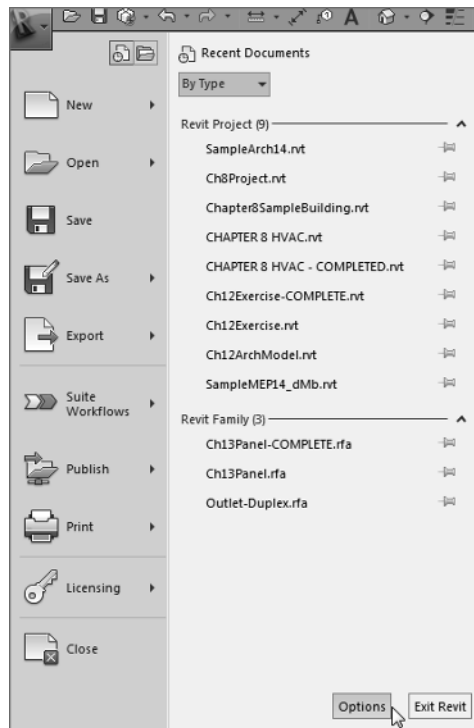 Recent Documents
By Type
New
Open
Save
Save As
Export
Suite
Workflows
Publish
Print
Licensing
Close
Revit Project (9)
SampleArch14.rvt
Ch8Project.rvt
Chapter8SampleBuilding.rvt
CHAPTER 8 HVAC.rvt
CHAPTER 8 HVAC - COMPLETED.rvt
Ch12Exercise-COMPLETE.rvt
Ch12Exercise.rvt
Ch12ArchModel.rvt
SampleMEP14_dMb.rvt
Revit Family (3)
Ch13Panel-COMPLETE.rfa
Ch13Panel.rfa
Outlet-Duplex.rfa
Options
Exit Revit